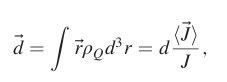 $\vec{d} = \int \vec{r} \rho_Q d^3 r = d \frac{\langle \vec{J} \rangle}{J},$